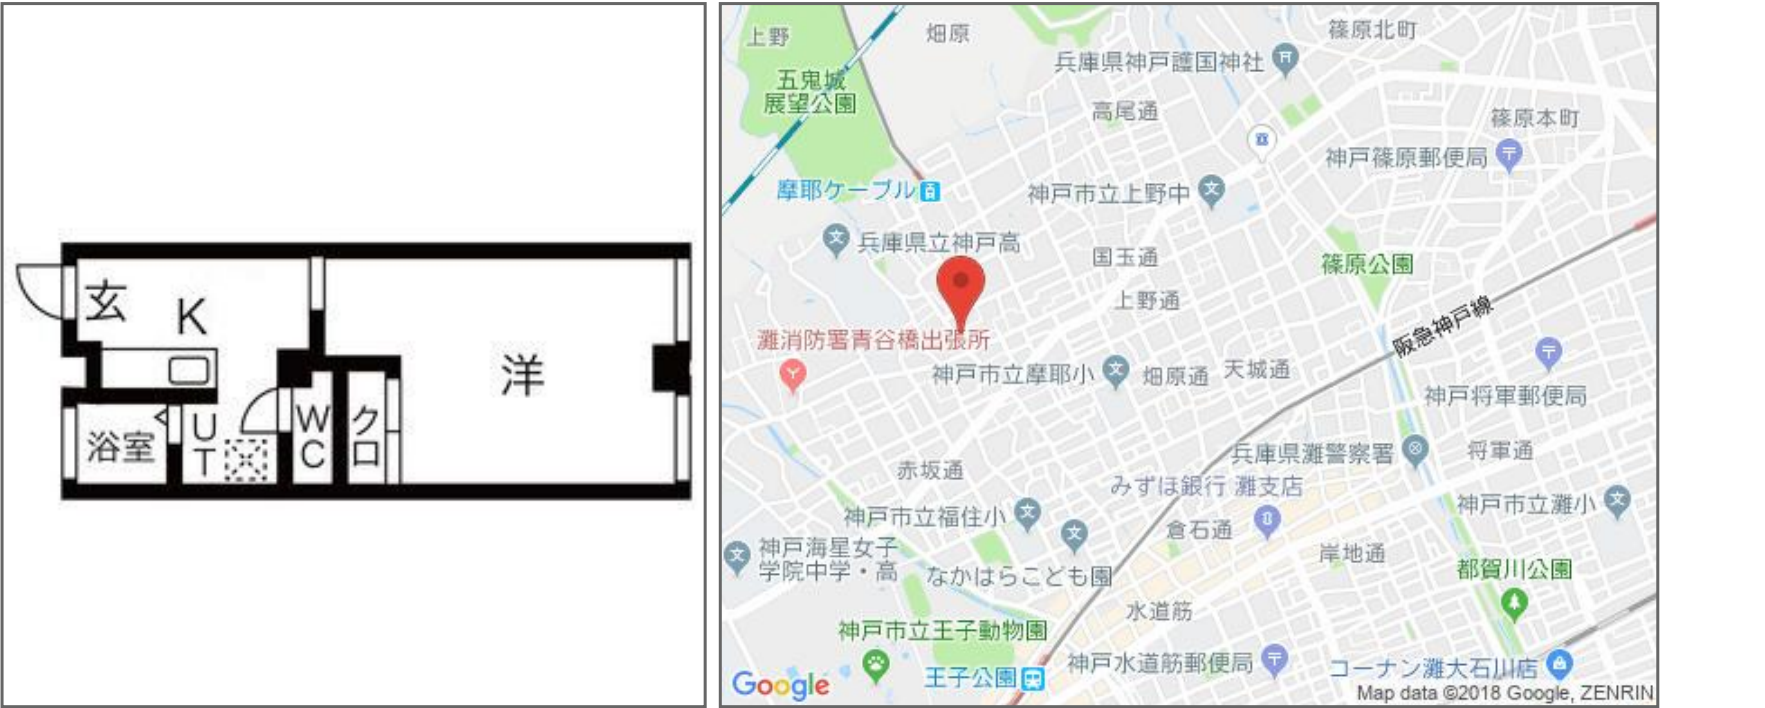 玄
K
洋
浴室
UT
WC
クロ
上野
畑原
篠原北町
五鬼城
展望公園
兵庫県神戸護国神社
高尾通
篠原本町
神戸篠原郵便局
摩耶ケーブル
神戸市立上野中
兵庫県立神戸高
国玉通
篠原公園
上野通
阪急神戸線
灘消防署青谷橋出張所
神戸市立摩耶小
畑原通
天城通
神戸将軍郵便局
兵庫県灘警察署
将軍通
赤坂通
みずほ銀行 灘支店
神戸市立灘小
神戸市立福住小
倉石通
岸地通
神戸海星女子
学院中学・高
なかはらこども園
都賀川公園
水道筋
神戸市立王子動物園
神戸水道筋郵便局
コーナン灘大石川店
王子公園
Google
Map data ©2018 Google, ZENRIN